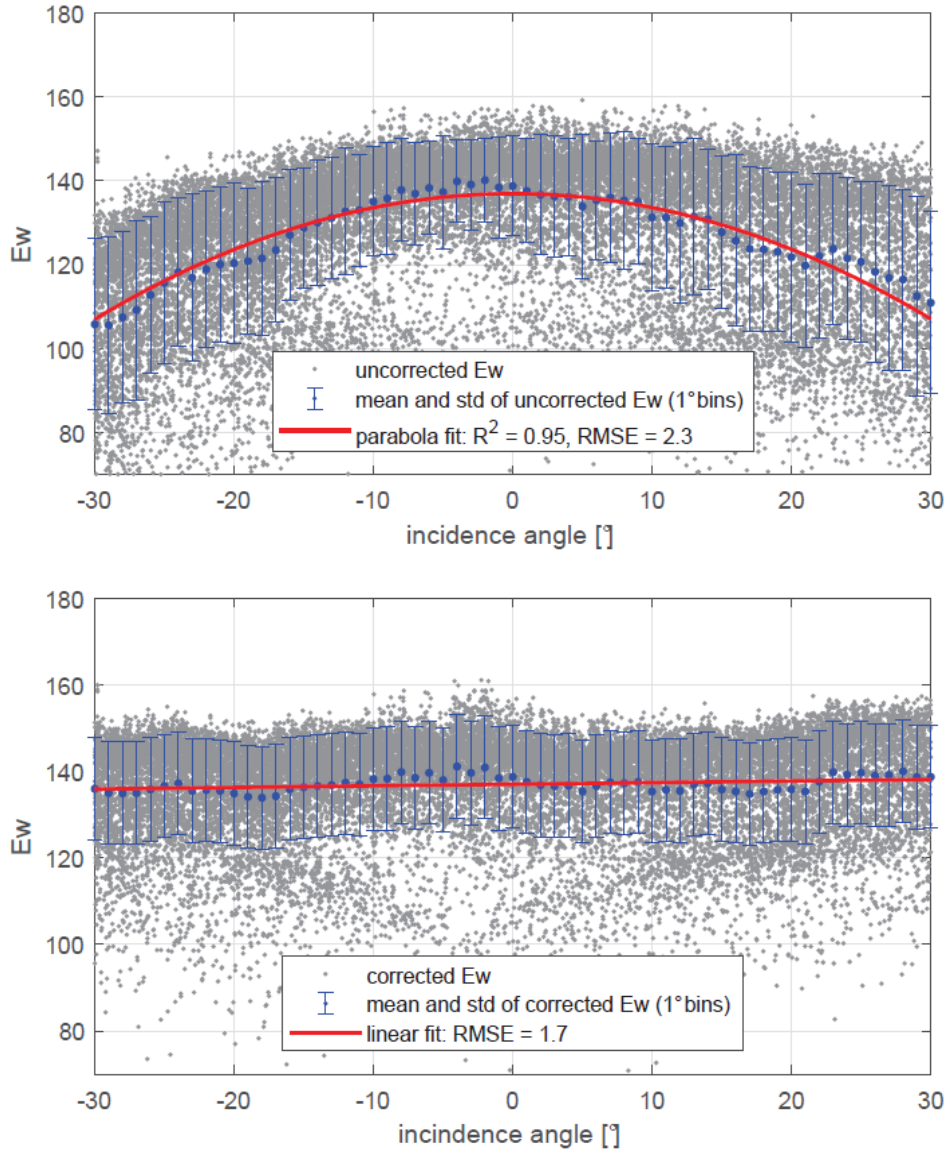 180
160
140
120
100
80
Ew
uncorrected Ew
mean and std of uncorrected Ew (1° bins)
parabola fit: R² = 0.95, RMSE = 2.3
-30 -20 -10 0 10 20 30
incidence angle [°]
180
160
140
120
100
80
Ew
corrected Ew
mean and std of corrected Ew (1° bins)
linear fit: RMSE = 1.7
-30 -20 -10 0 10 20 30
incindence angle [°]